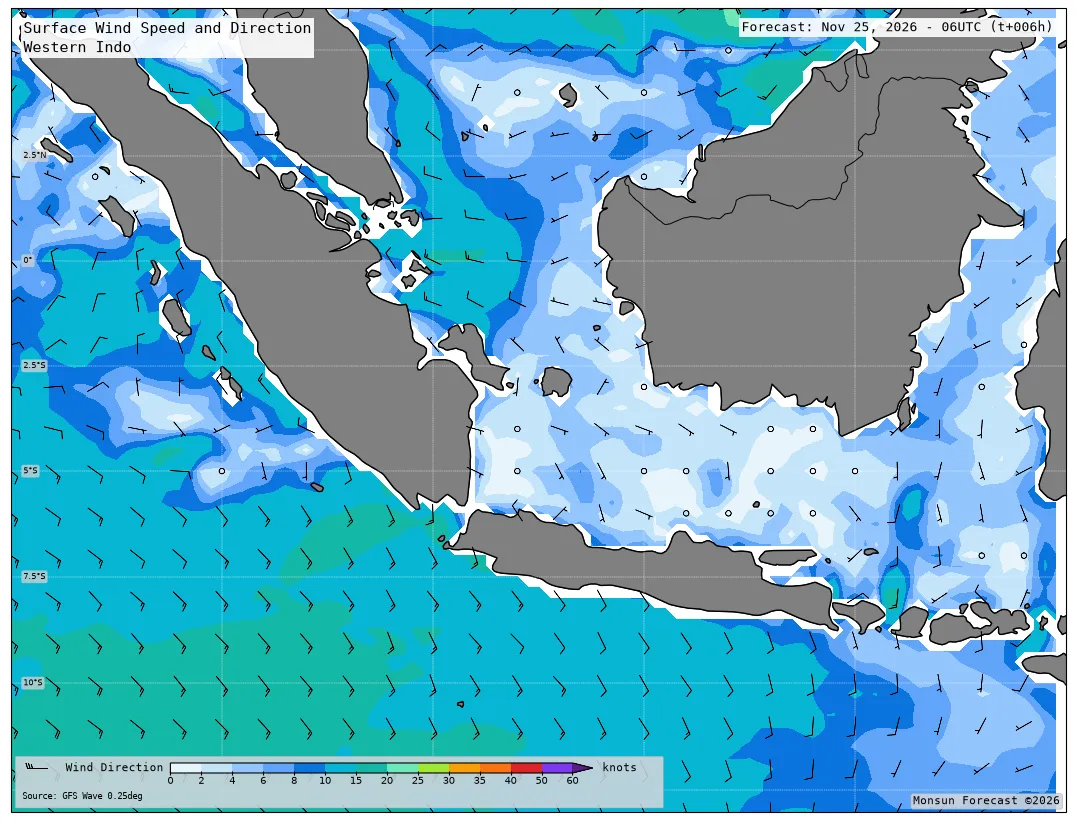 Surface Wind Speed and Direction
Western Indo
Forecast: Nov 25, 2026 - 06UTC (t+006h)
2.5°N
0°
2.5°S
5°S
7.5°S
10°S
Wind Direction
knots
0 2 4 6 8 10 15 20 25 30 35 40 50 60
Source: GFS Wave 0.25deg
Monsun Forecast ©2026